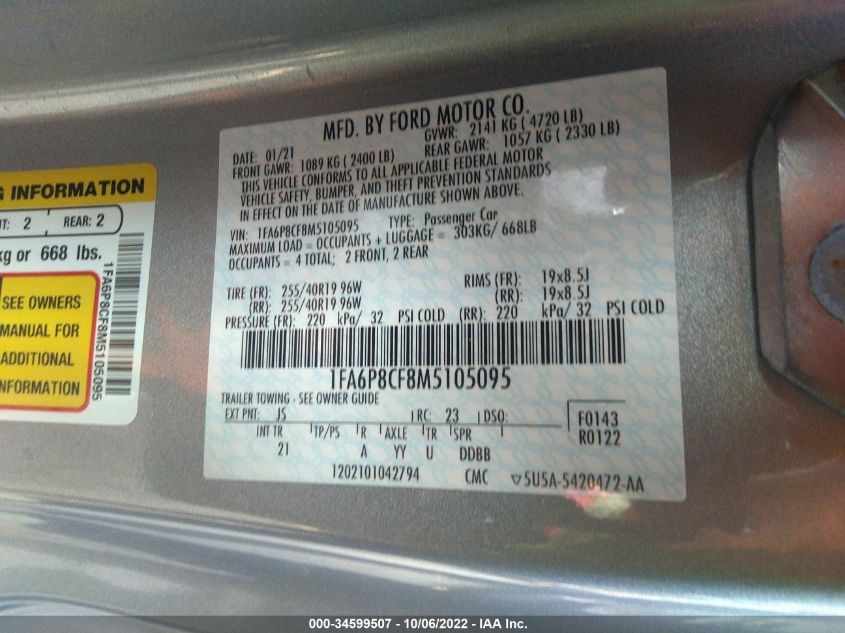 G INFORMATION
NT: 2 REAR: 2
kg or 668 lbs.
SEE OWNERS
MANUAL FOR
ADDITIONAL
INFORMATION
1FA6P8CF8M5105095
MFD. BY FORD MOTOR CO.
DATE: 01/21 GVWR: 2141 KG ( 4720 LB)
FRONT GAWR: 1089 KG ( 2400 LB) REAR GAWR: 1057 KG ( 2330 LB)
THIS VEHICLE CONFORMS TO ALL APPLICABLE FEDERAL MOTOR
VEHICLE SAFETY, BUMPER, AND THEFT PREVENTION STANDARDS
IN EFFECT ON THE DATE OF MANUFACTURE SHOWN ABOVE.
VIN: 1FA6P8CF8M5105095 TYPE: Passenger Car
MAXIMUM LOAD = OCCUPANTS + LUGGAGE = 303KG/ 668LB
OCCUPANTS = 4 TOTAL; 2 FRONT, 2 REAR
TIRE (FR): 255/40R19 96W RIMS (FR): 19x8.5J
(RR): 255/40R19 96W (RR): 19x8.5J
PRESSURE (FR): 220 kPa/ 32 PSI COLD (RR): 220 kPa/ 32 PSI COLD
1FA6P8CF8M5105095
TRAILER TOWING - SEE OWNER GUIDE
EXT PNT: JS RC: 23 DSO: F0143
INT TR TP/PS R AXLE TR SPR R0122
21 A YY U DDBB
1202101042794 CMC ▽5U5A-5420472-AA
000-34599507 - 10/06/2022 - IAA Inc.